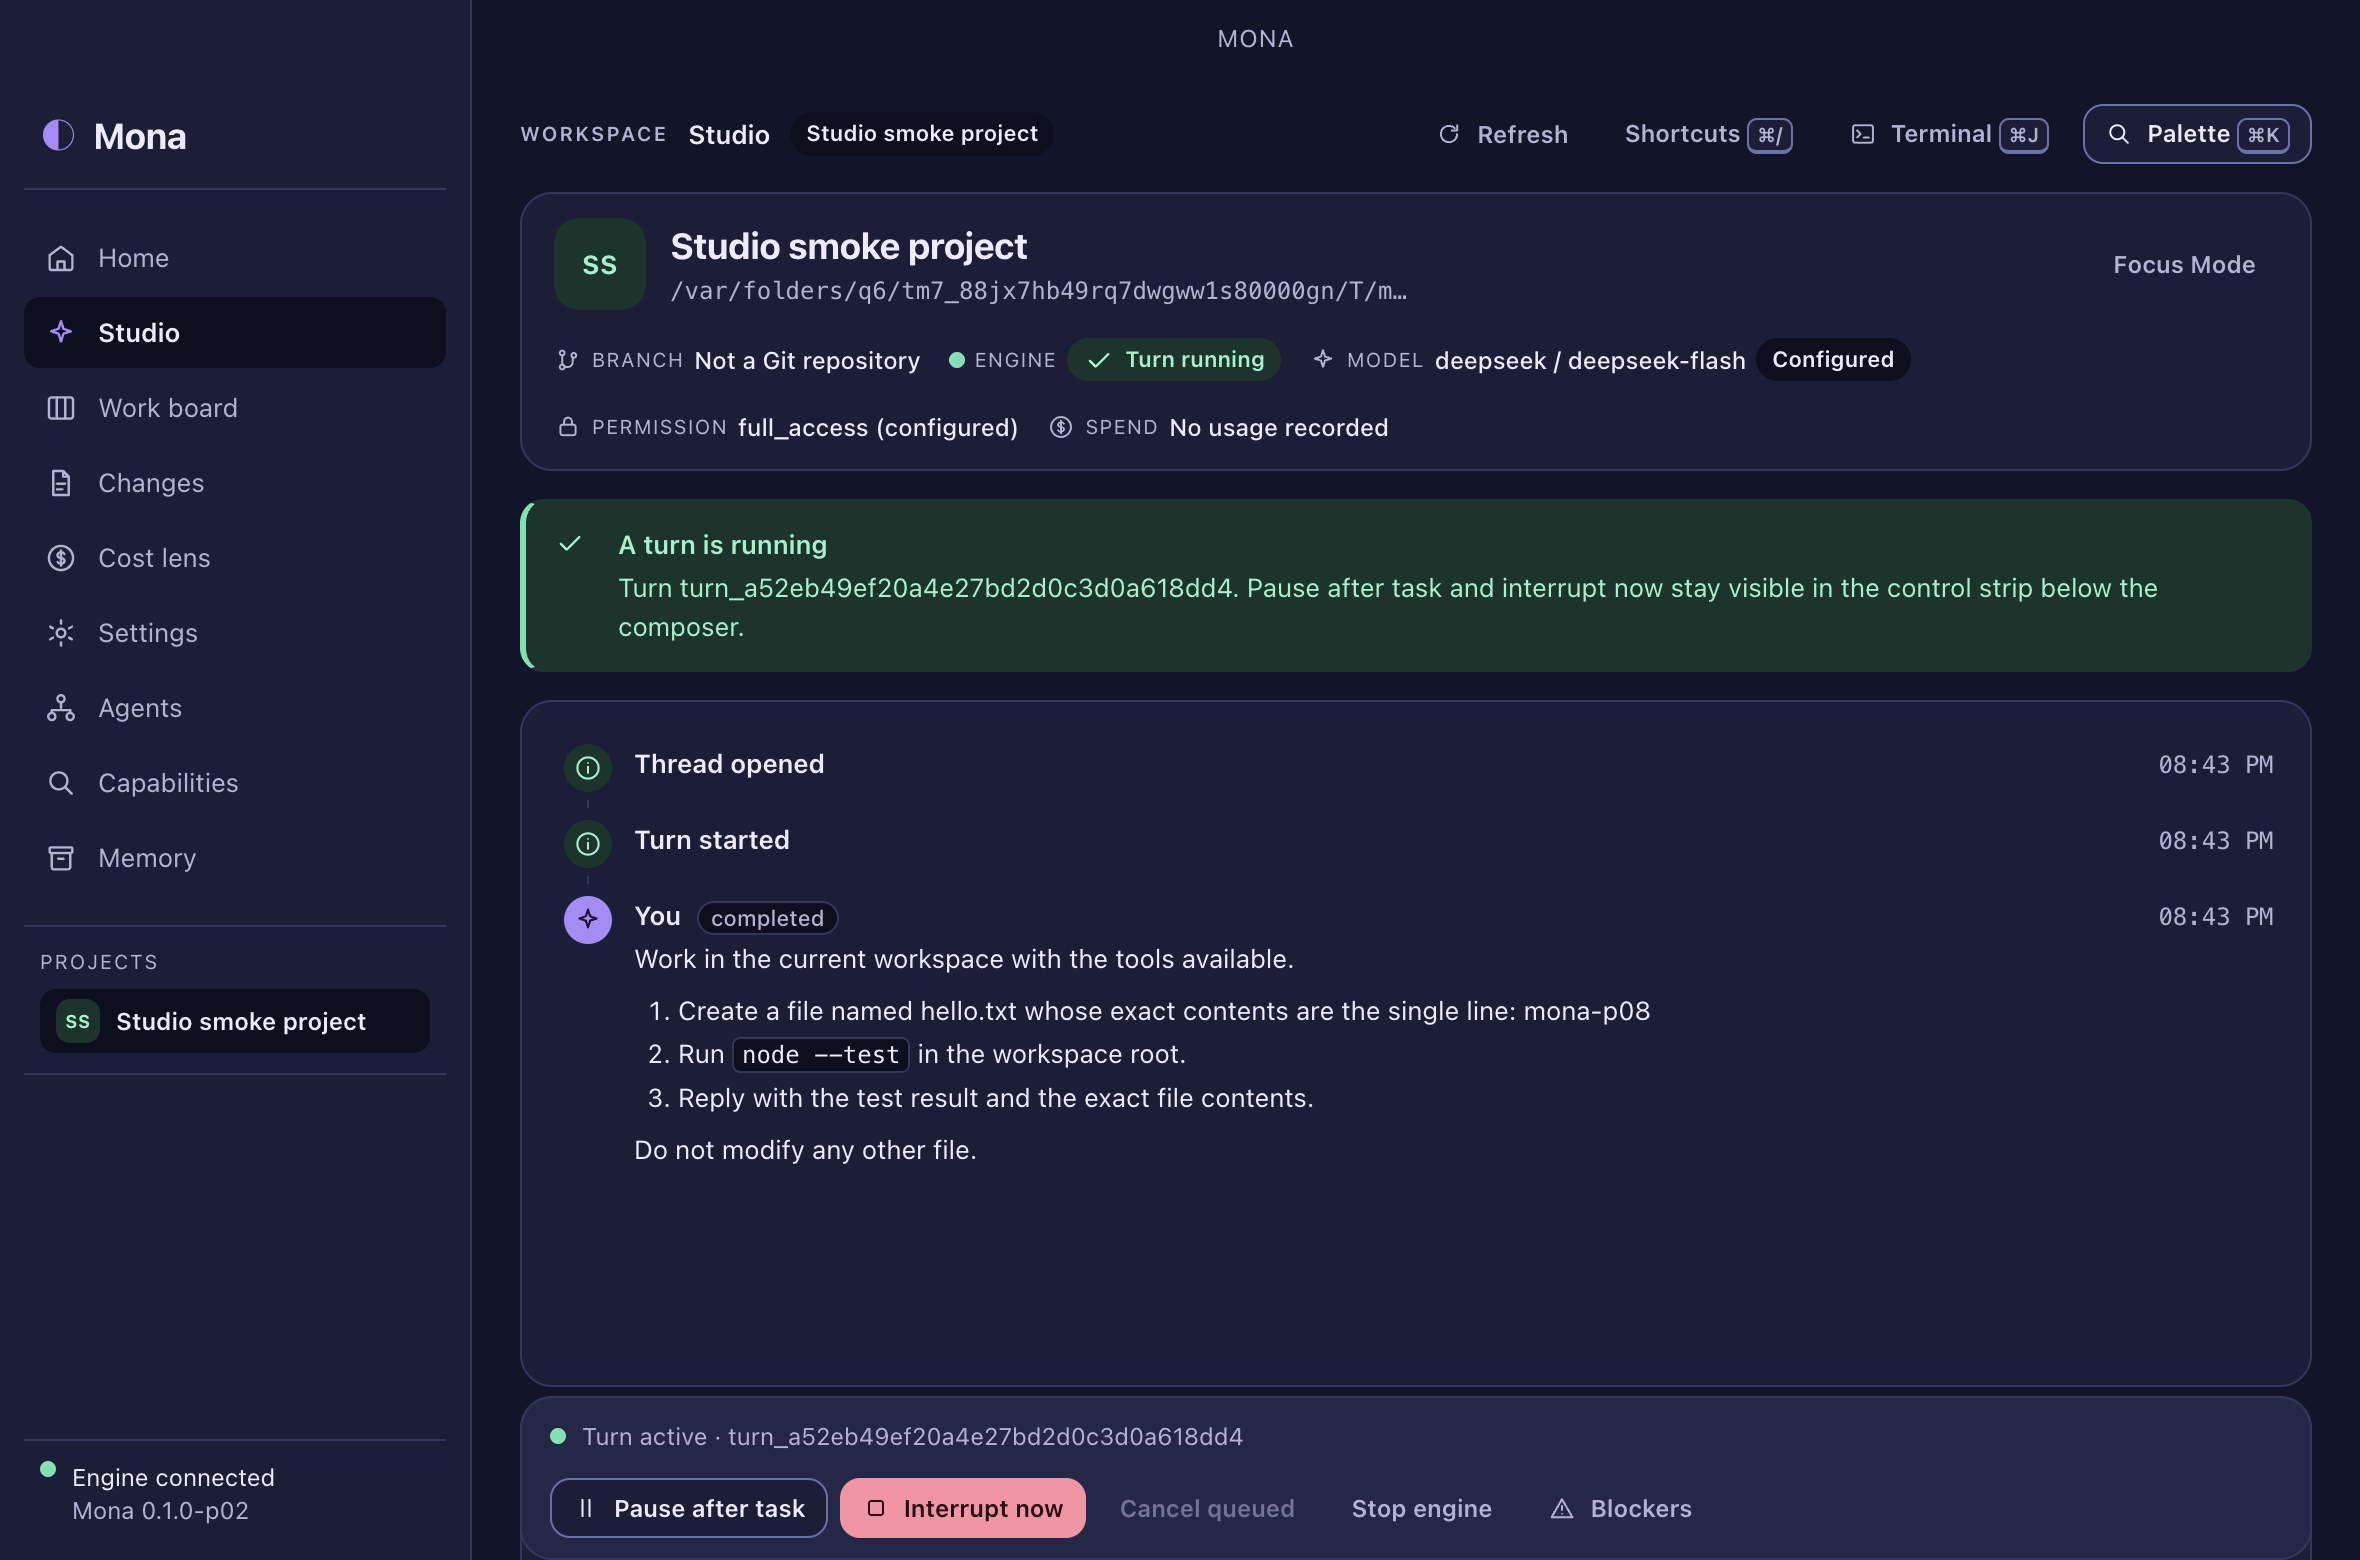 MONA
Mona
Home
Studio
Work board
Changes
Cost lens
Settings
Agents
Capabilities
Memory
PROJECTS
SS Studio smoke project
Engine connected
Mona 0.1.0-p02
WORKSPACE Studio Studio smoke project Refresh Shortcuts ⌘/ Terminal ⌘J Palette ⌘K
SS
Studio smoke project
/var/folders/q6/tm7_88jx7hb49rq7dwgww1s80000gn/T/m…
Focus Mode
BRANCH Not a Git repository ENGINE Turn running MODEL deepseek / deepseek-flash Configured
PERMISSION full_access (configured) SPEND No usage recorded
A turn is running
Turn turn_a52eb49ef20a4e27bd2d0c3d0a618dd4. Pause after task and interrupt now stay visible in the control strip below the
composer.
Thread opened 08:43 PM
Turn started 08:43 PM
You completed 08:43 PM
Work in the current workspace with the tools available.
1. Create a file named hello.txt whose exact contents are the single line: mona-p08
2. Run node --test in the workspace root.
3. Reply with the test result and the exact file contents.
Do not modify any other file.
Turn active · turn_a52eb49ef20a4e27bd2d0c3d0a618dd4
Pause after task Interrupt now Cancel queued Stop engine Blockers